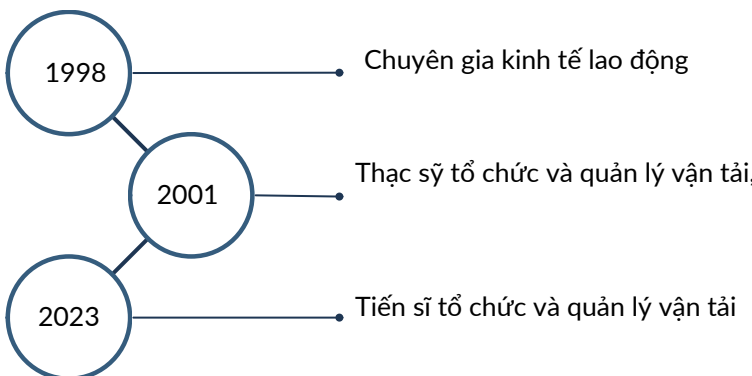 1998
Chuyên gia kinh tế lao động
2001
Thạc sỹ tổ chức và quản lý vận tải,
2023
Tiến sĩ tổ chức và quản lý vận tải